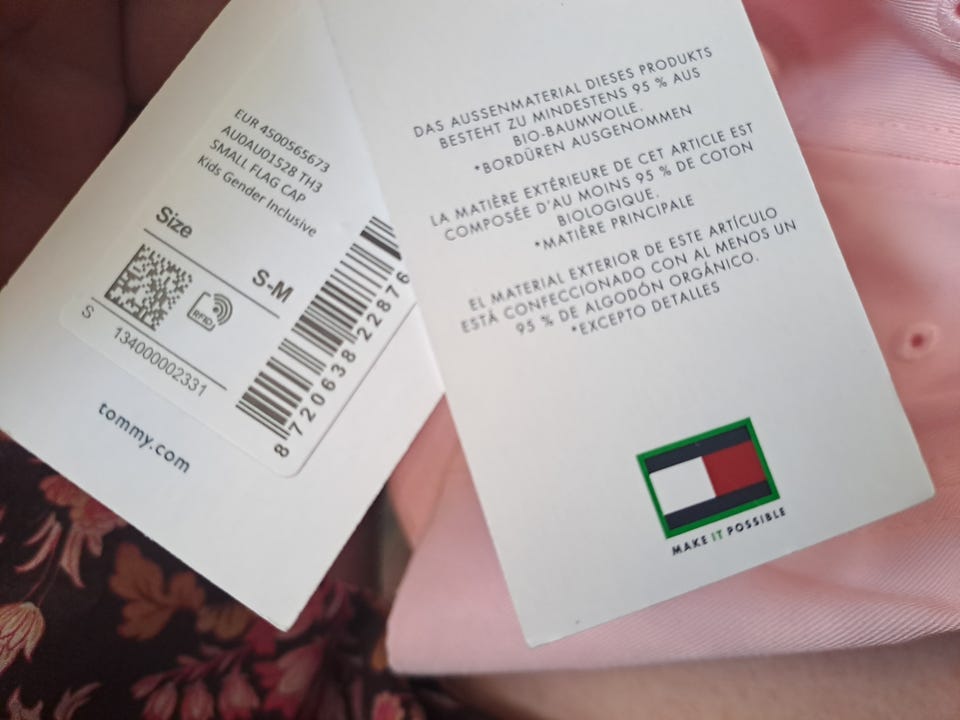 EUR 4500565673
AU0AU01528 TH3
SMALL FLAG CAP
Kids Gender Inclusive
Size
S-M
RFID
S
134000002331
8 720638 22876
tommy.com
DAS AUSSENMATERIAL DIESES PRODUKTS
BESTEHT ZU MINDESTENS 95 % AUS
BIO-BAUMWOLLE.
*BORDÜREN AUSGENOMMEN
LA MATIÈRE EXTÉRIEURE DE CET ARTICLE EST
COMPOSÉE D'AU MOINS 95 % DE COTON
BIOLOGIQUE.
*MATIÈRE PRINCIPALE
EL MATERIAL EXTERIOR DE ESTE ARTÍCULO
ESTÁ CONFECCIONADO CON AL MENOS UN
95 % DE ALGODÓN ORGÁNICO.
*EXCEPTO DETALLES
MAKE IT POSSIBLE